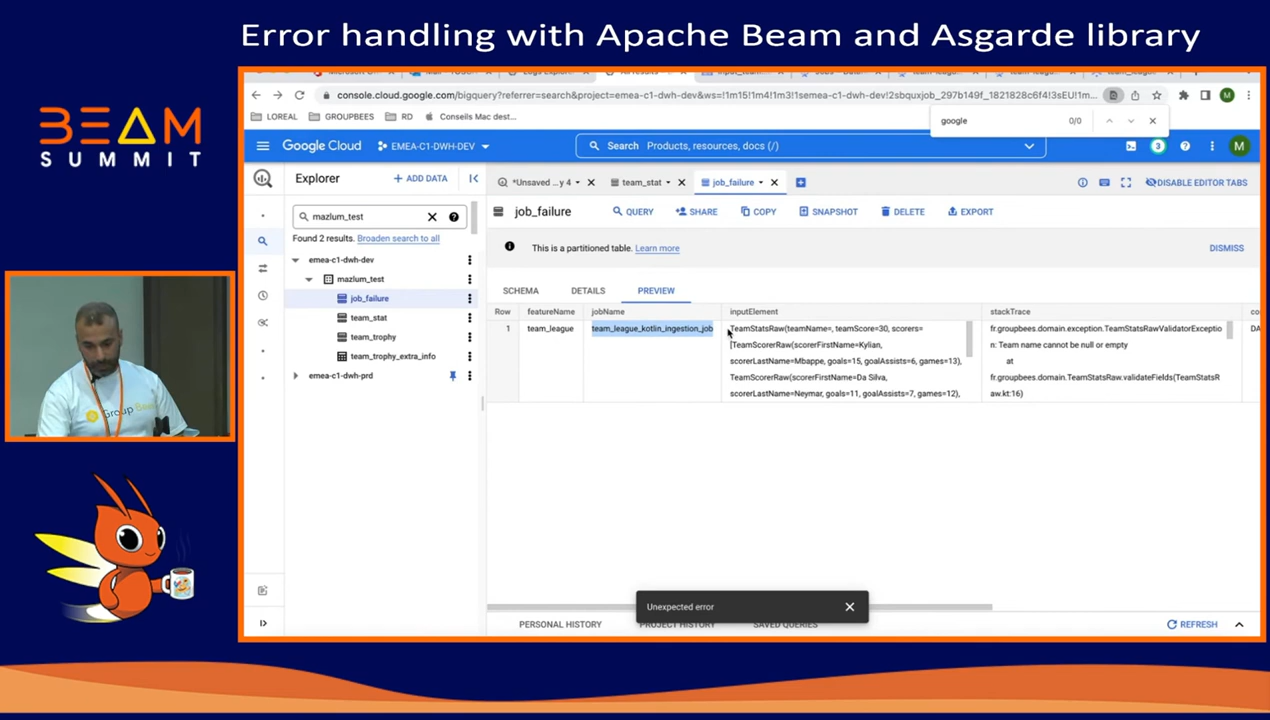 Error handling with Apache Beam and Asgarde library
BEAM
SUMMIT
console.cloud.google.com/bigquery?referrer=search&project=emea-c1-dwh-dev&ws=!1m15!1m4!1m3!1semea-c1-dwh-dev!2sbquxjob_297b149f_1821828c6f4!3sEU!1m...
LOREAL GROUPBEES RD Conseils Mac dest...
google 0/0
Google Cloud EMEA-C1-DWH-DEV Search Products, resources, docs (/) 3 M
Explorer + ADD DATA
*Unsaved ...y 4 team_stat job_failure DISABLE EDITOR TABS
mazlum_test
job_failure QUERY SHARE COPY SNAPSHOT DELETE EXPORT
Found 2 results. Broaden search to all
This is a partitioned table. Learn more DISMISS
emea-c1-dwh-dev
mazlum_test
job_failure
team_stat
team_trophy
team_trophy_extra_info
emea-c1-dwh-prd
SCHEMA DETAILS PREVIEW
Row featureName jobName inputElement stackTrace
1 team_league team_league_kotlin_ingestion_job
TeamStatsRaw(teamName=, teamScore=30, scorers=
[TeamScorerRaw(scorerFirstName=Kylian,
scorerLastName=Mbappe, goals=15, goalAssists=6, games=13),
TeamScorerRaw(scorerFirstName=Da Silva,
scorerLastName=Neymar, goals=11, goalAssists=7, games=12),
fr.groupbees.domain.exception.TeamStatsRawValidatorExceptio
n: Team name cannot be null or empty
at
fr.groupbees.domain.TeamStatsRaw.validateFields(TeamStatsR
aw.kt:16)
DA
Unexpected error
PERSONAL HISTORY PROJECT HISTORY SAVED QUERIES REFRESH
Group